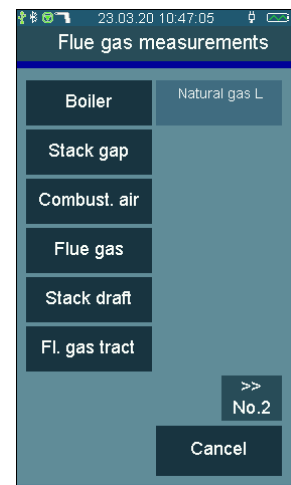 23.03.20 10:47:05
Flue gas measurements
Boiler
Natural gas L
Stack gap
Combust. air
Flue gas
Stack draft
Fl. gas tract
>>
No.2
Cancel